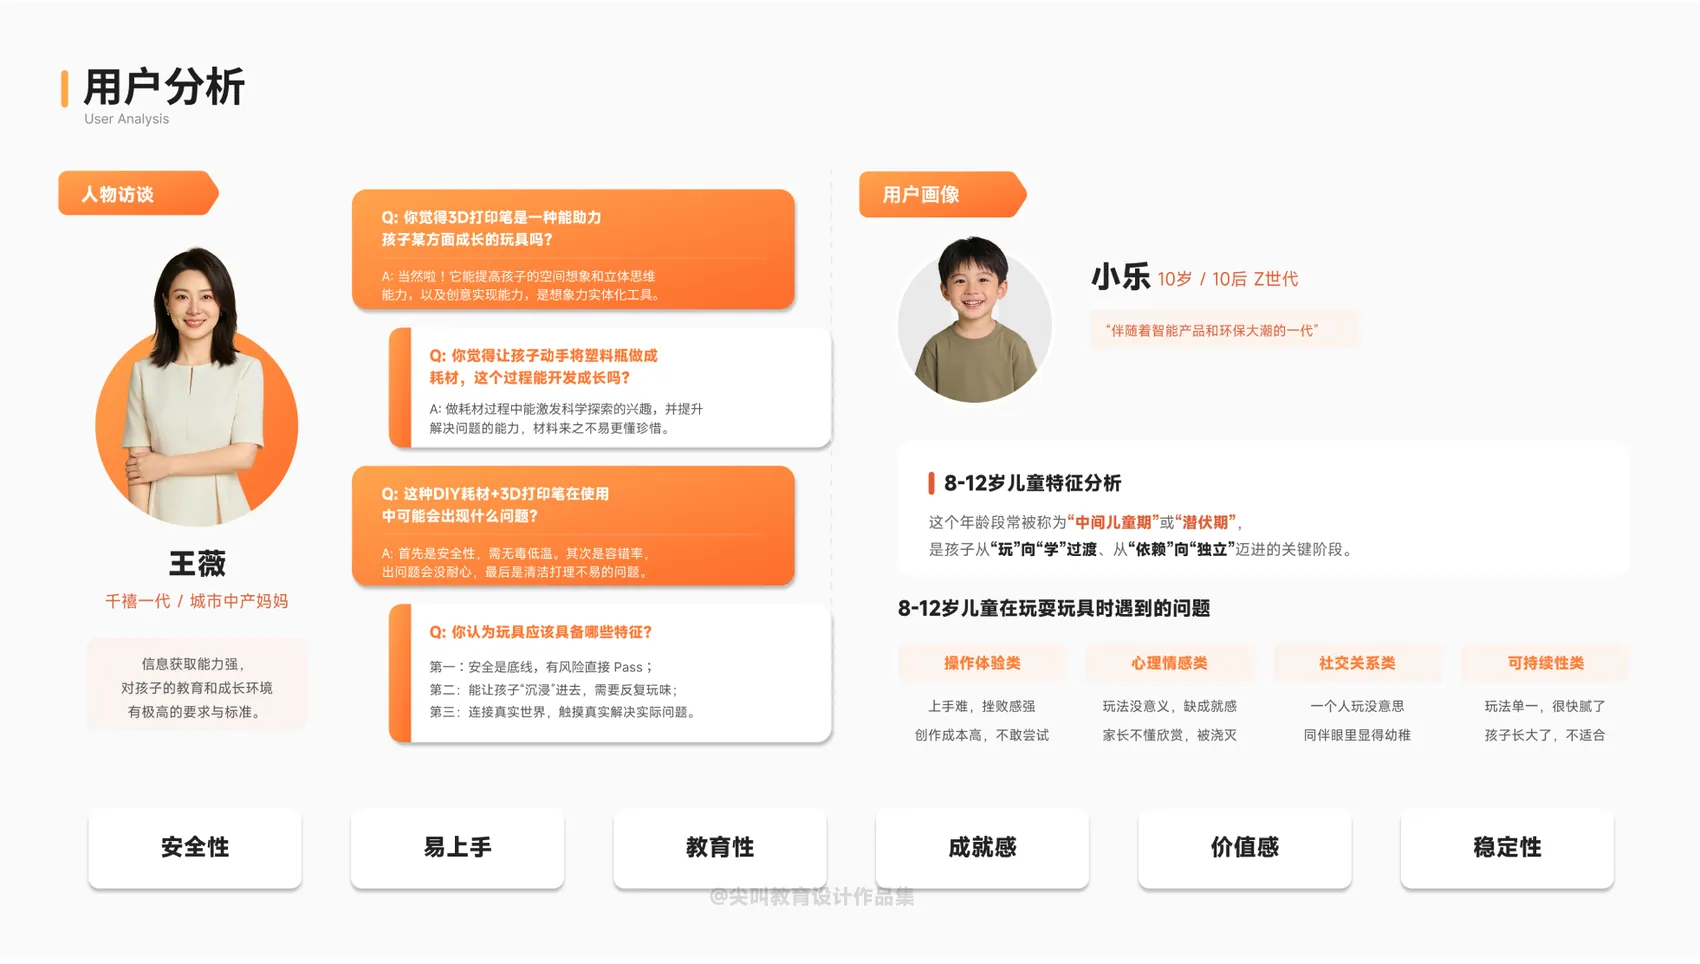 用户分析
User Analysis
人物访谈
王薇
千禧一代 / 城市中产妈妈
信息获取能力强，
对孩子的教育和成长环境
有极高的要求与标准。
Q: 你觉得3D打印笔是一种能助力
孩子某方面成长的玩具吗？
A: 当然啦！它能提高孩子的空间想象和立体思维
能力，以及创意实现能力，是想象力实体化工具。
Q: 你觉得让孩子动手将塑料瓶做成
耗材，这个过程能开发成长吗？
A: 做耗材过程中能激发科学探索的兴趣，并提升
解决问题的能力，材料来之不易更懂珍惜。
Q: 这种DIY耗材+3D打印笔在使用
中可能会出现什么问题？
A: 首先是安全性，需无毒低温。其次是容错率，
出问题会没耐心，最后是清洁打理不易的问题。
Q: 你认为玩具应该具备哪些特征？
第一：安全是底线，有风险直接 Pass；
第二：能让孩子“沉浸”进去，需要反复玩味；
第三：连接真实世界，触摸真实解决实际问题。
用户画像
小乐 10岁 / 10后 Z世代
“伴随着智能产品和环保大潮的一代”
8-12岁儿童特征分析
这个年龄段常被称为“中间儿童期”或“潜伏期”，
是孩子从“玩”向“学”过渡、从“依赖”向“独立”迈进的关键阶段。
8-12岁儿童在玩耍玩具时遇到的问题
操作体验类
上手难，挫败感强
创作成本高，不敢尝试
心理情感类
玩法没意义，缺成就感
家长不懂欣赏，被浇灭
社交关系类
一个人玩没意思
同伴眼里显得幼稚
可持续性类
玩法单一，很快腻了
孩子长大了，不适合
安全性
易上手
教育性
成就感
价值感
稳定性
@尖叫教育设计作品集